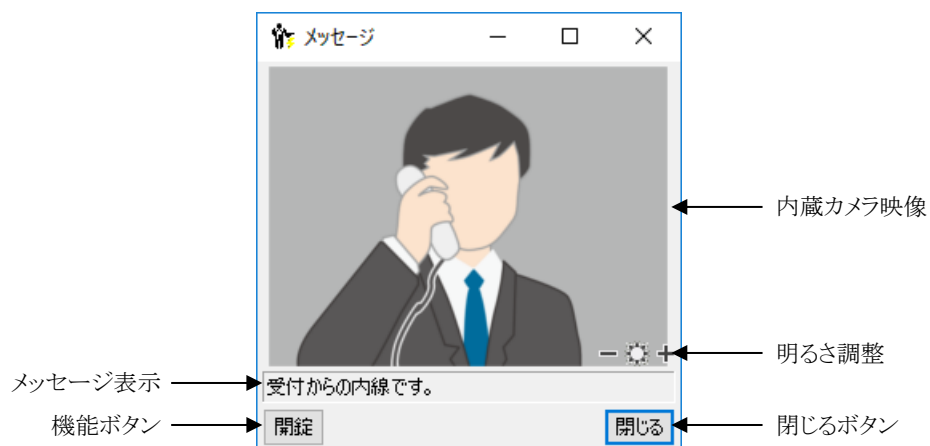 メッセージ
内蔵カメラ映像
明るさ調整
メッセージ表示
受付からの内線です。
機能ボタン
開錠
閉じる
閉じるボタン